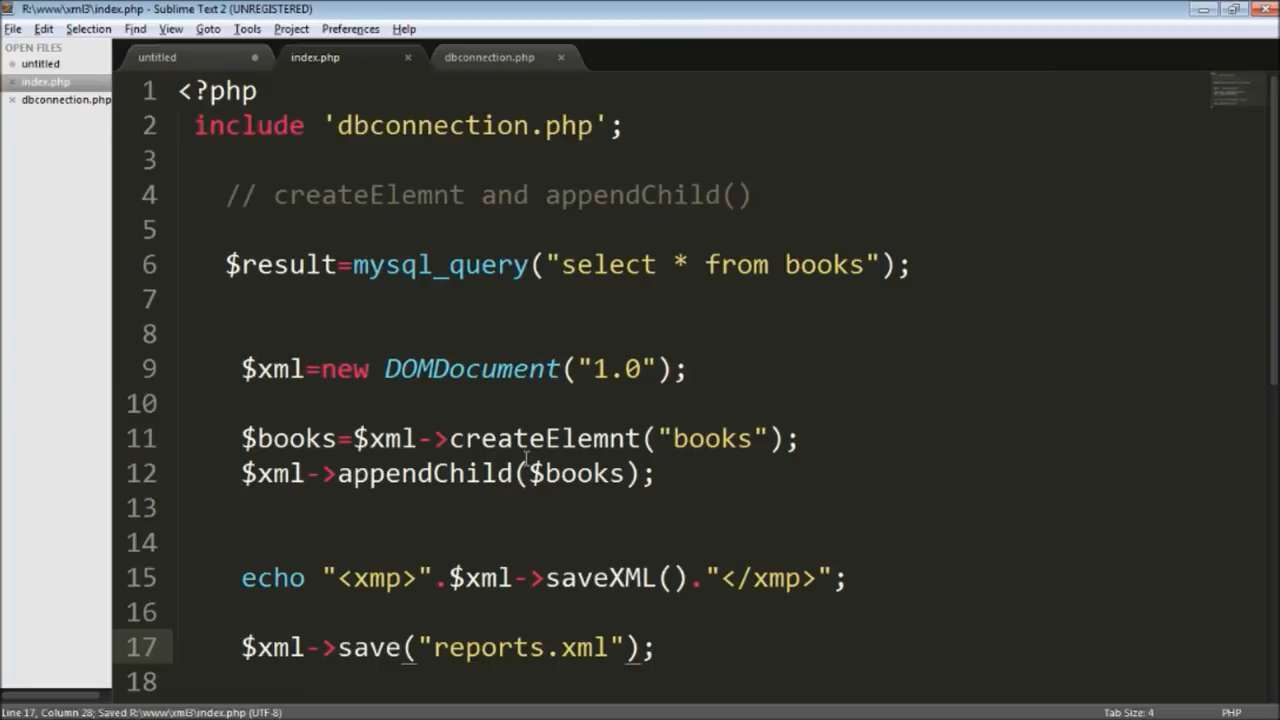 R:\www\xml3\index.php - Sublime Text 2 (UNREGISTERED)
File Edit Selection Find View Goto Tools Project Preferences Help
OPEN FILES
untitled
index.php
dbconnection.php
untitled index.php dbconnection.php
1 <?php
2 include 'dbconnection.php';
3
4 // createElemnt and appendChild()
5
6 $result=mysql_query("select * from books");
7
8
9 $xml=new DOMDocument("1.0");
10
11 $books=$xml->createElemnt("books");
12 $xml->appendChild($books);
13
14
15 echo "<xmp>".$xml->saveXML()."</xmp>";
16
17 $xml->save("reports.xml");
18
Line 17, Column 28; Saved R:\www\xml3\index.php (UTF-8) Tab Size: 4 PHP